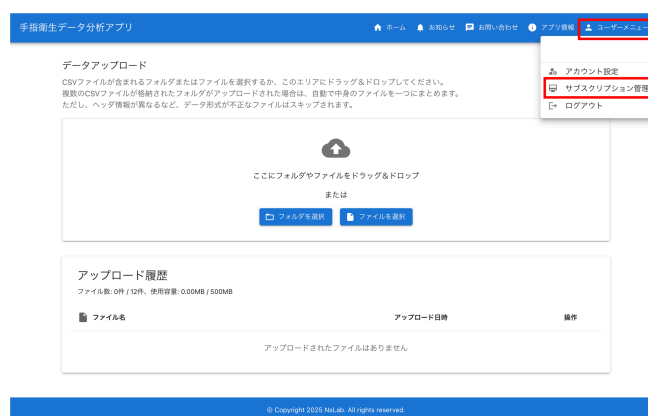 手指衛生データ分析アプリ
ホーム お知らせ お問い合わせ アプリ情報 ユーザーメニュー
アカウント設定
サブスクリプション管理
ログアウト
データアップロード
CSVファイルが含まれるフォルダまたはファイルを選択するか、このエリアにドラッグ&ドロップしてください。
複数のCSVファイルが格納されたフォルダがアップロードされた場合は、自動で中身のファイルを一つにまとめます。
ただし、ヘッダ情報が異なるなど、データ形式が不正なファイルはスキップされます。
ここにフォルダやファイルをドラッグ&ドロップ
または
フォルダを選択 ファイルを選択
アップロード履歴
ファイル数: 0件 / 12件、使用容量: 0.00MB / 500MB
ファイル名 アップロード日時 操作
アップロードされたファイルはありません
© Copyright 2025 NsLab. All rights reserved.